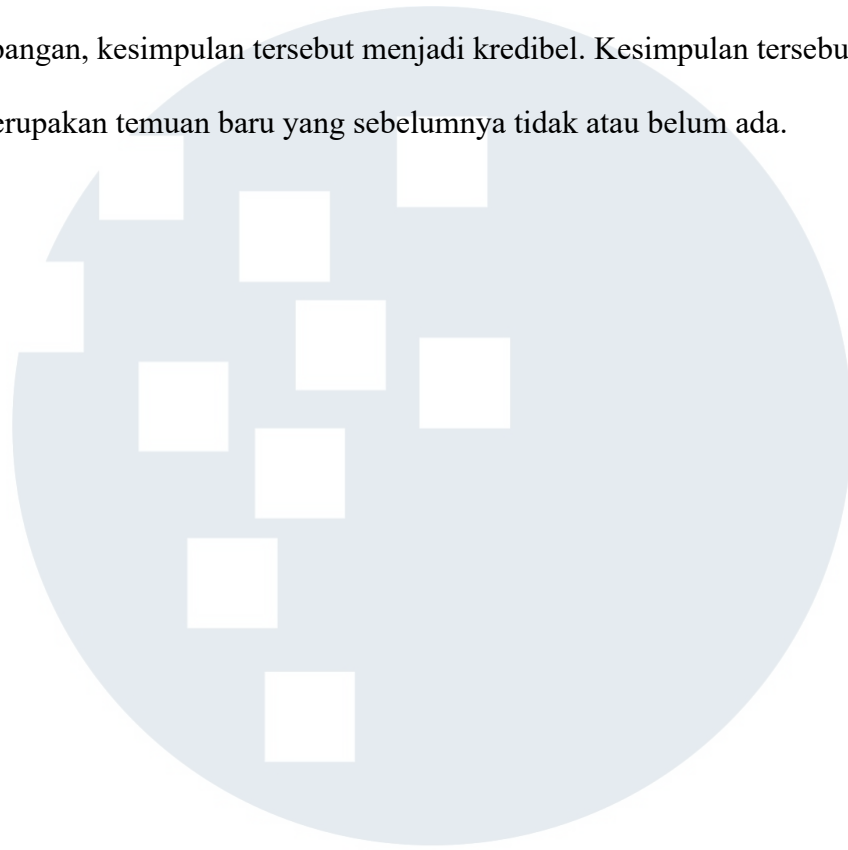 pangan, kesimpulan tersebut menjadi kredibel. Kesimpulan tersebu
erupakan temuan baru yang sebelumnya tidak atau belum ada.